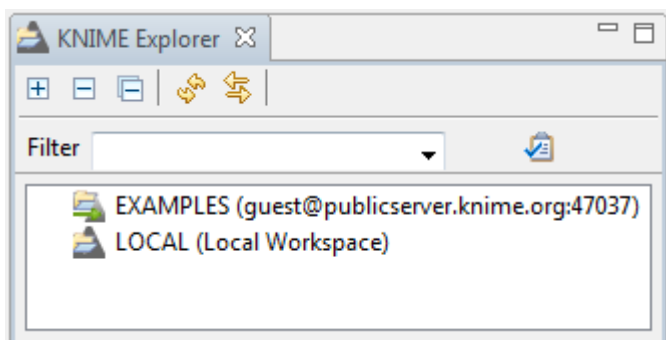 KNIME Explorer
Filter
EXAMPLES (guest@publicserver.knime.org:47037)
LOCAL (Local Workspace)